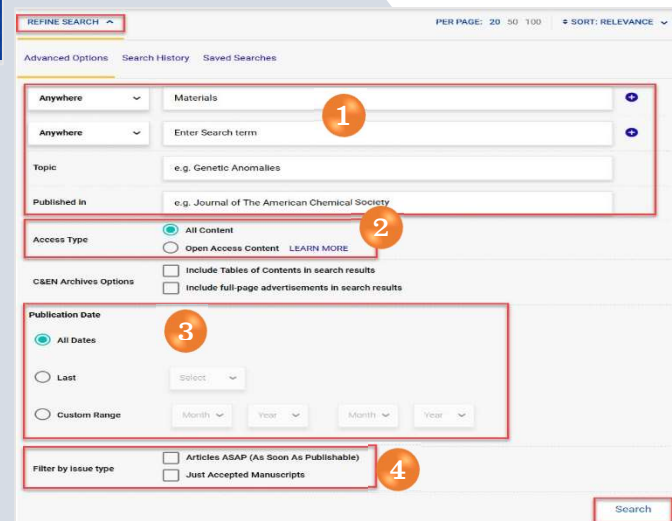 REFINE SEARCH PER PAGE: 20 50 100 SORT: RELEVANCE
Advanced Options Search History Saved Searches
Anywhere Materials
1
Anywhere Enter Search term
Topic e.g. Genetic Anomalies
Published in e.g. Journal of The American Chemical Society
Access Type All Content
2
Open Access Content LEARN MORE
C&EN Archives Options Include Tables of Contents in search results
Include full-page advertisements in search results
Publication Date
3
All Dates
Last Select
Custom Range Month Year Month Year
Filter by issue type Articles ASAP (As Soon As Publishable)
Just Accepted Manuscripts
4
Search